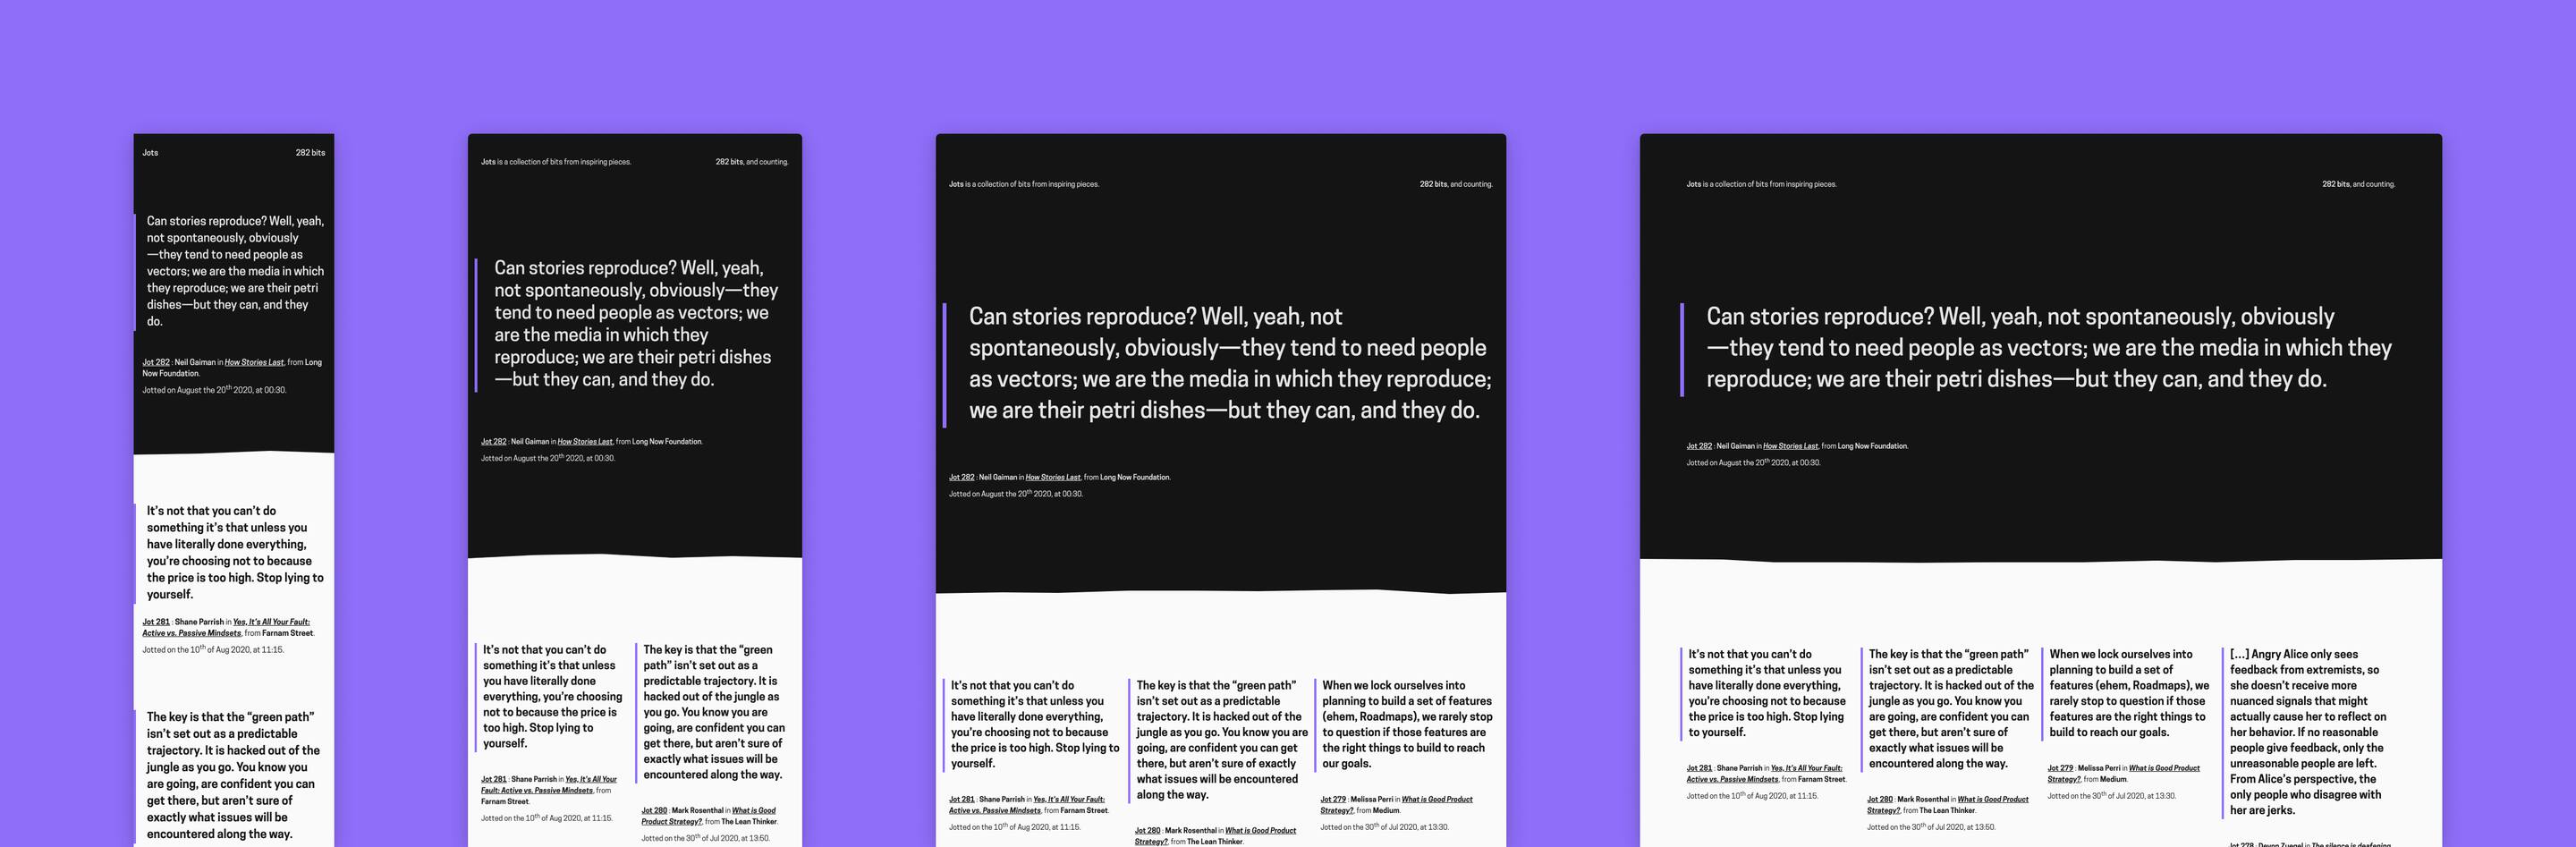 Jots
282 bits
Can stories reproduce? Well, yeah,
not spontaneously, obviously
—they tend to need people as
vectors; we are the media in which
they reproduce; we are their petri
dishes—but they can, and they
do.
Jot 282 : Neil Gaiman in How Stories Last, from Long
Now Foundation.
Jotted on August the 20th 2020, at 00:30.
It’s not that you can’t do
something it’s that unless you
have literally done everything,
you’re choosing not to because
the price is too high. Stop lying to
yourself.
Jot 281 : Shane Parrish in Yes, It’s All Your Fault:
Active vs. Passive Mindsets, from Farnam Street.
Jotted on the 10th of Aug 2020, at 11:15.
The key is that the “green path”
isn’t set out as a predictable
trajectory. It is hacked out of the
jungle as you go. You know you
are going, are confident you can
get there, but aren’t sure of
exactly what issues will be
encountered along the way.
Jots is a collection of bits from inspiring pieces.
282 bits, and counting.
Can stories reproduce? Well, yeah,
not spontaneously, obviously—they
tend to need people as vectors; we
are the media in which they
reproduce; we are their petri dishes
—but they can, and they do.
Jot 282 : Neil Gaiman in How Stories Last, from Long Now Foundation.
Jotted on August the 20th 2020, at 00:30.
It’s not that you can’t do
something it’s that unless
you have literally done
everything, you’re choosing
not to because the price is
too high. Stop lying to
yourself.
Jot 281 : Shane Parrish in Yes, It’s All Your
Fault: Active vs. Passive Mindsets, from
Farnam Street.
Jotted on the 10th of Aug 2020, at 11:15.
The key is that the “green
path” isn’t set out as a
predictable trajectory. It is
hacked out of the jungle as
you go. You know you are
going, are confident you can
get there, but aren’t sure of
exactly what issues will be
encountered along the way.
Jot 280 : Mark Rosenthal in What is Good
Product Strategy?, from The Lean Thinker.
Jotted on the 30th of Jul 2020, at 13:50.
Jots is a collection of bits from inspiring pieces.
282 bits, and counting.
Can stories reproduce? Well, yeah, not
spontaneously, obviously—they tend to need people
as vectors; we are the media in which they reproduce;
we are their petri dishes—but they can, and they do.
Jot 282 : Neil Gaiman in How Stories Last, from Long Now Foundation.
Jotted on August the 20th 2020, at 00:30.
It’s not that you can’t do
something it’s that unless you
have literally done everything,
you’re choosing not to because
the price is too high. Stop lying to
yourself.
Jot 281 : Shane Parrish in Yes, It’s All Your Fault:
Active vs. Passive Mindsets, from Farnam Street.
Jotted on the 10th of Aug 2020, at 11:15.
The key is that the “green path”
isn’t set out as a predictable
trajectory. It is hacked out of the
jungle as you go. You know you are
going, are confident you can get
there, but aren’t sure of exactly
what issues will be encountered
along the way.
Jot 280 : Mark Rosenthal in What is Good Product
Strategy?, from The Lean Thinker.
When we lock ourselves into
planning to build a set of features
(ehem, Roadmaps), we rarely stop
to question if those features are
the right things to build to reach
our goals.
Jot 279 : Melissa Perri in What is Good Product
Strategy?, from Medium.
Jotted on the 30th of Jul 2020, at 13:30.
Jots is a collection of bits from inspiring pieces.
282 bits, and counting.
Can stories reproduce? Well, yeah, not spontaneously, obviously
—they tend to need people as vectors; we are the media in which they
reproduce; we are their petri dishes—but they can, and they do.
Jot 282 : Neil Gaiman in How Stories Last, from Long Now Foundation.
Jotted on August the 20th 2020, at 00:30.
It’s not that you can’t do
something it’s that unless you
have literally done everything,
you’re choosing not to because
the price is too high. Stop lying
to yourself.
Jot 281 : Shane Parrish in Yes, It’s All Your Fault:
Active vs. Passive Mindsets, from Farnam Street.
Jotted on the 10th of Aug 2020, at 11:15.
The key is that the “green path”
isn’t set out as a predictable
trajectory. It is hacked out of the
jungle as you go. You know you
are going, are confident you can
get there, but aren’t sure of
exactly what issues will be
encountered along the way.
Jot 280 : Mark Rosenthal in What is Good Product
Strategy?, from The Lean Thinker.
Jotted on the 30th of Jul 2020, at 13:50.
When we lock ourselves into
planning to build a set of
features (ehem, Roadmaps), we
rarely stop to question if those
features are the right things to
build to reach our goals.
Jot 279 : Melissa Perri in What is Good Product
Strategy?, from Medium.
Jotted on the 30th of Jul 2020, at 13:30.
[…] Angry Alice only sees
feedback from extremists, so
she doesn’t receive more
nuanced signals that might
actually cause her to reflect on
her behavior. If no reasonable
people give feedback, only the
unreasonable people are left.
From Alice’s perspective, the
only people who disagree with
her are jerks.
Jot 278 : Devon Zuegel in The silence is deafening